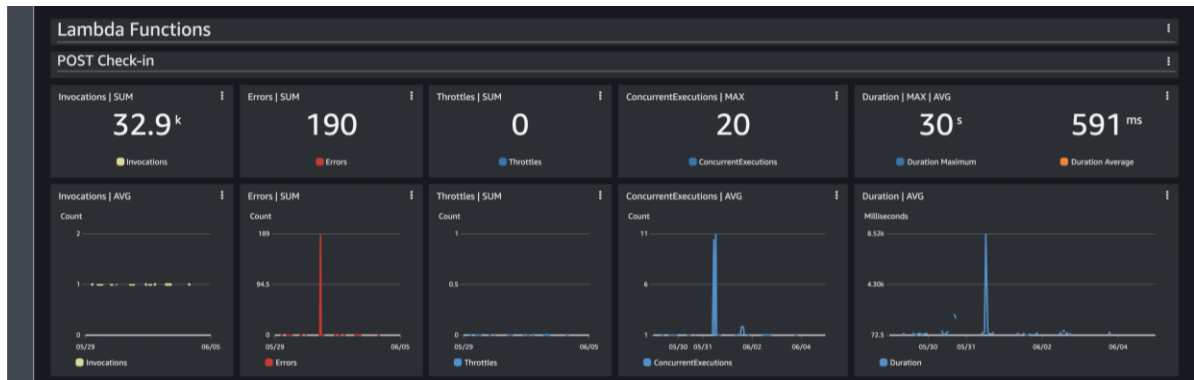 Lambda Functions
POST Check-in
Invocations | SUM
32.9 k
Invocations
Errors | SUM
190
Errors
Throttles | SUM
0
Throttles
ConcurrentExecutions | MAX
20
ConcurrentExecutions
Duration | MAX | AVG
30 s
591 ms
Duration Maximum
Duration Average
Invocations | AVG
Count
2
1
0
05/29
06/05
Invocations
Errors | SUM
Count
189
94.5
0
05/29
06/05
Errors
Throttles | SUM
Count
1
0.5
0
05/29
06/05
Throttles
ConcurrentExecutions | AVG
Count
11
6
1
05/30
05/31
06/02
06/04
ConcurrentExecutions
Duration | AVG
Milliseconds
8.52k
4.30k
72.5
05/30
05/31
06/02
06/04
Duration